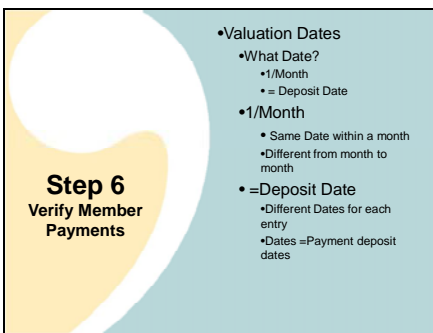 Step 6
Verify Member
Payments
•Valuation Dates
•What Date?
•1/Month
• = Deposit Date
•1/Month
• Same Date within a month
•Different from month to
month
• =Deposit Date
•Different Dates for each
entry
•Dates =Payment deposit
dates